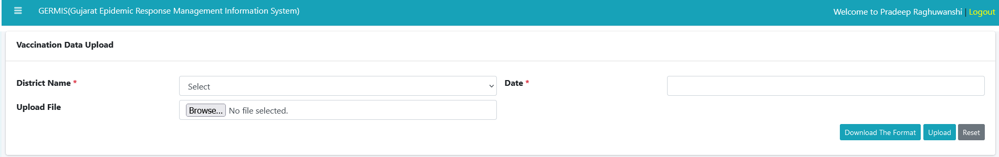 GERMIS(Gujarat Epidemic Response Management Information System)
Welcome to Pradeep Raghuwanshi | Logout
Vaccination Data Upload
District Name * Select Date *
Upload File Browse... No file selected.
Download The Format Upload Reset